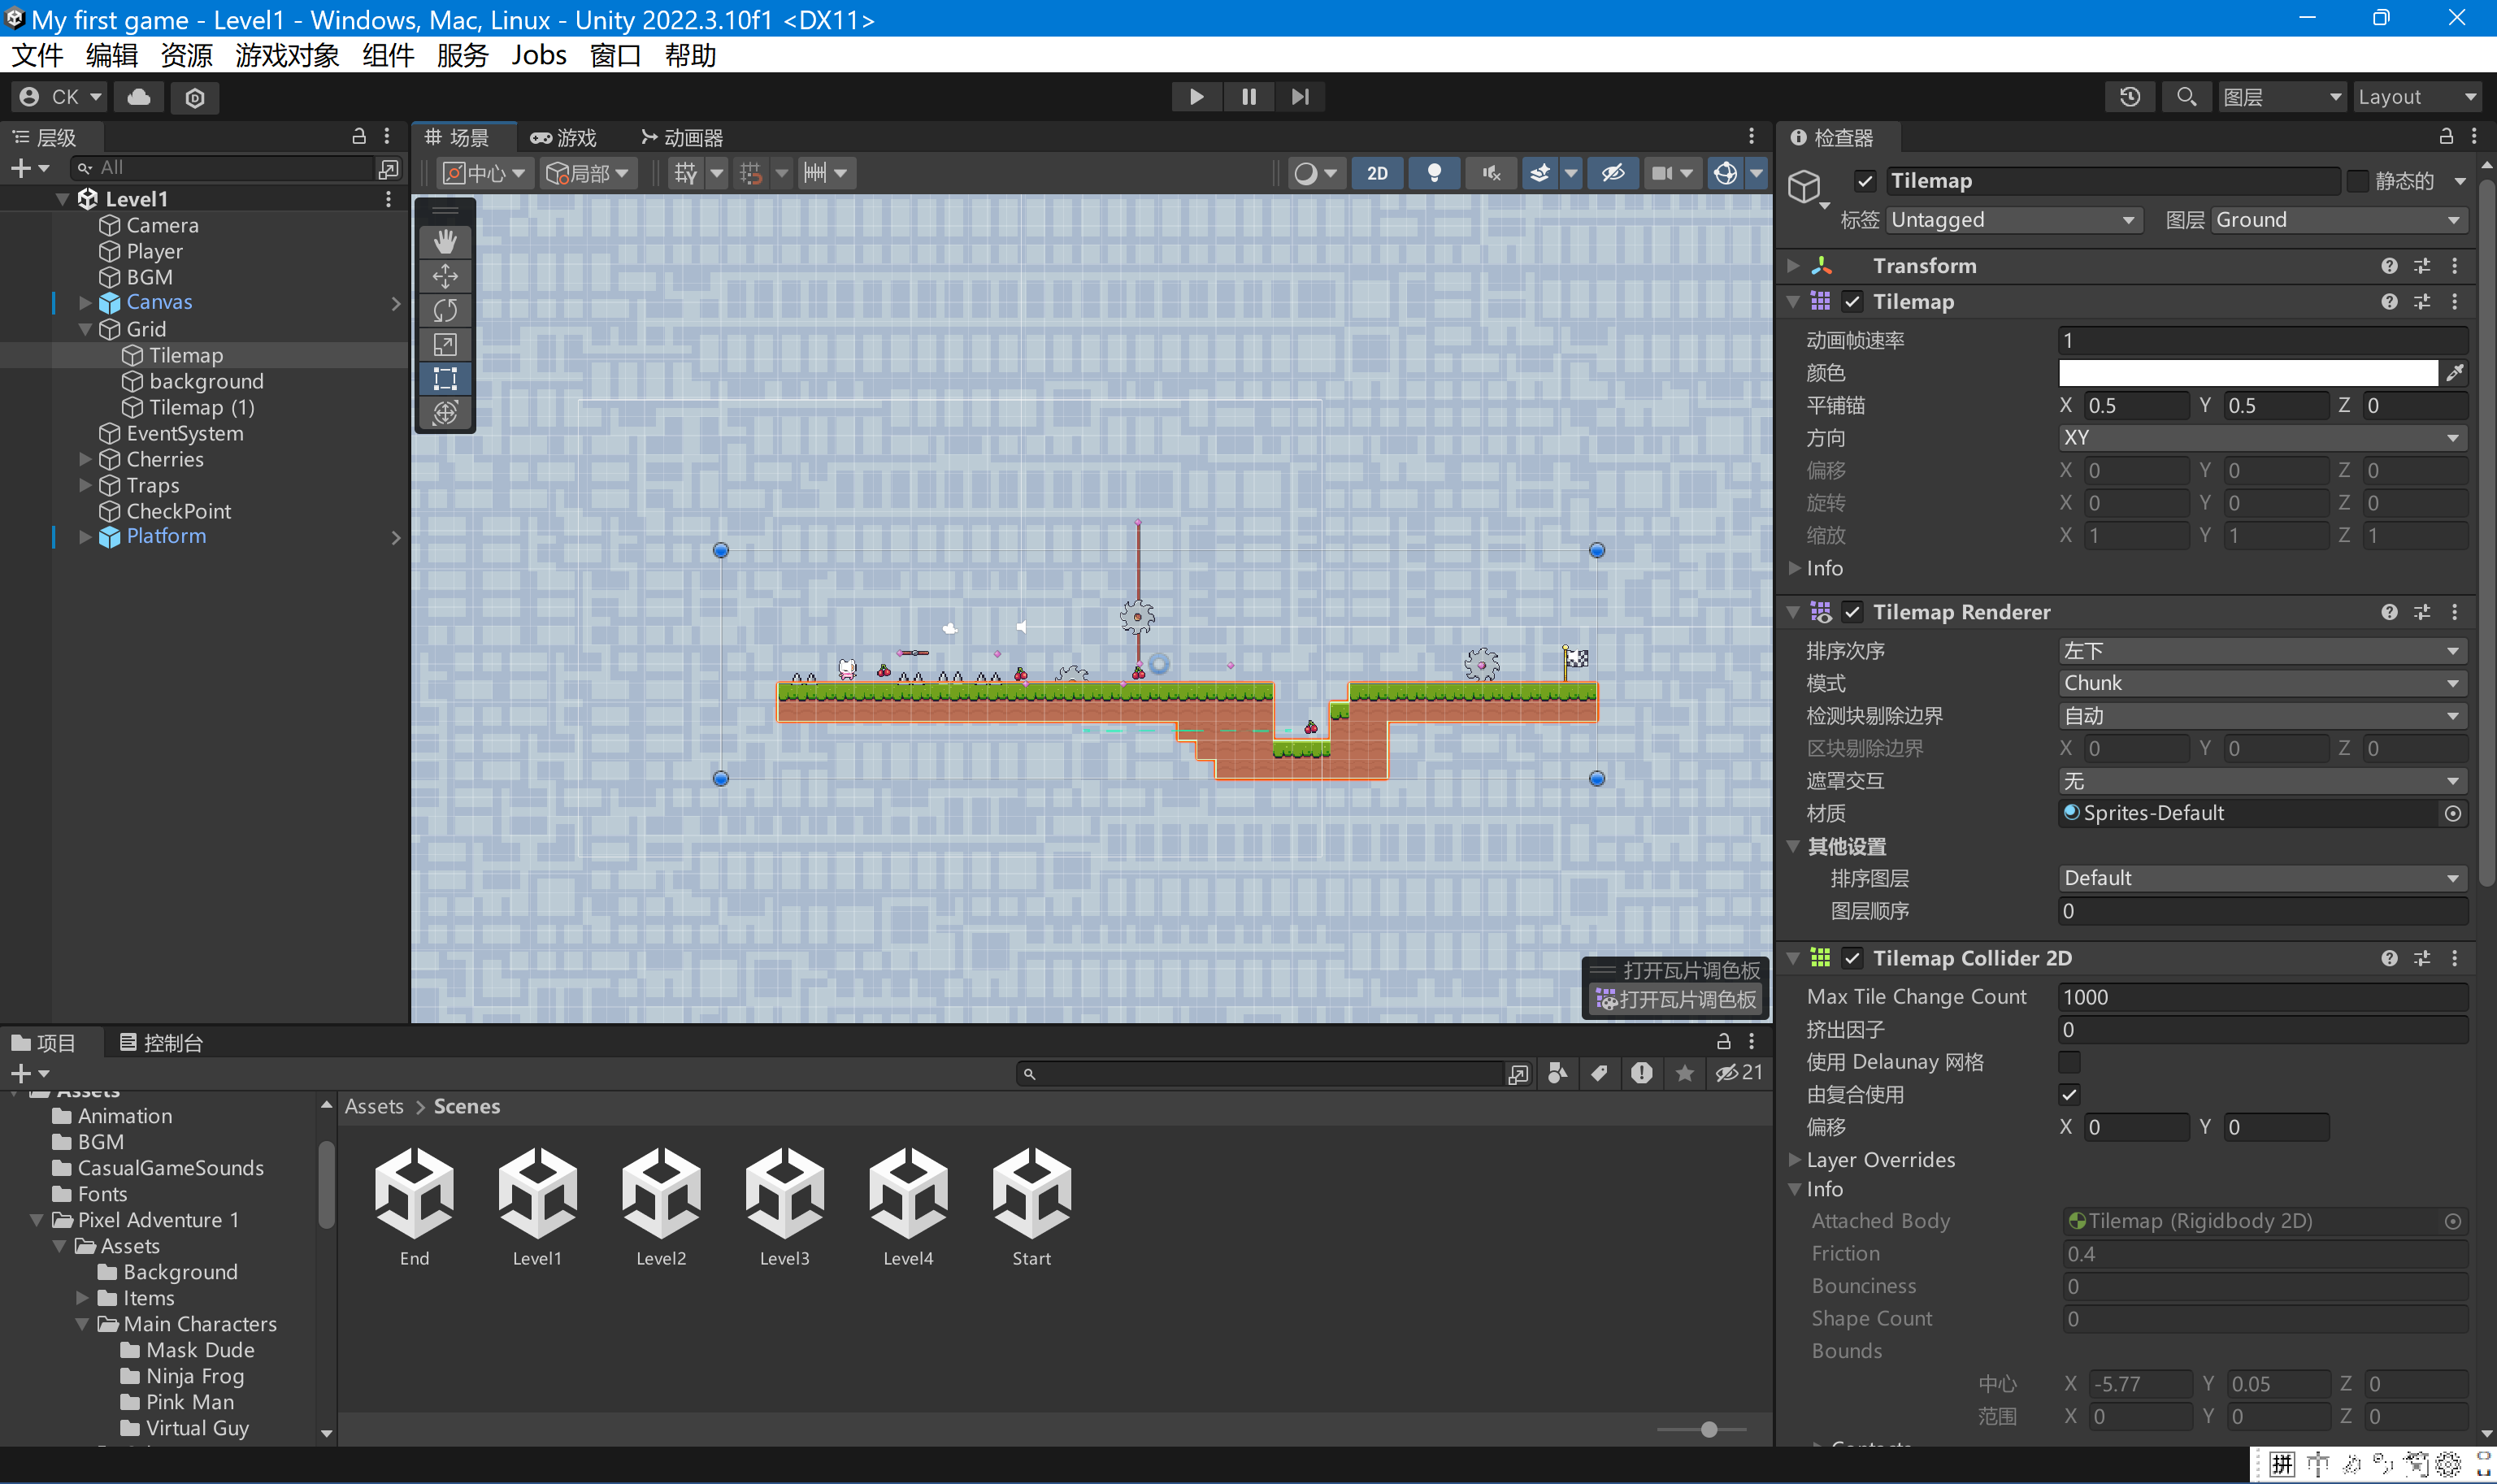 My first game - Level1 - Windows, Mac, Linux - Unity 2022.3.10f1 <DX11>
文件 编辑 资源 游戏对象 组件 服务 Jobs 窗口 帮助
CK
图层
Layout
层级
All
Level1
Camera
Player
BGM
Canvas
Grid
Tilemap
background
Tilemap (1)
EventSystem
Cherries
Traps
CheckPoint
Platform
场景 游戏 动画器
中心 局部 2D
打开瓦片调色板
打开瓦片调色板
项目 控制台
21
Assets
Animation
BGM
CasualGameSounds
Fonts
Pixel Adventure 1
Assets
Background
Items
Main Characters
Mask Dude
Ninja Frog
Pink Man
Virtual Guy
Assets > Scenes
End Level1 Level2 Level3 Level4 Start
检查器
Tilemap 静态的
标签 Untagged 图层 Ground
Transform
Tilemap
动画帧速率 1
颜色
平铺锚 X 0.5 Y 0.5 Z 0
方向 XY
偏移 X 0 Y 0 Z 0
旋转 X 0 Y 0 Z 0
缩放 X 1 Y 1 Z 1
Info
Tilemap Renderer
排序次序 左下
模式 Chunk
检测块剔除边界 自动
区块剔除边界 X 0 Y 0 Z 0
遮罩交互 无
材质 Sprites-Default
其他设置
排序图层 Default
图层顺序 0
Tilemap Collider 2D
Max Tile Change Count 1000
挤出因子 0
使用 Delaunay 网格
由复合使用
偏移 X 0 Y 0
Layer Overrides
Info
Attached Body Tilemap (Rigidbody 2D)
Friction 0.4
Bounciness 0
Shape Count 0
Bounds
中心 X -5.77 Y 0.05 Z 0
范围 X 0 Y 0 Z 0
拼 中